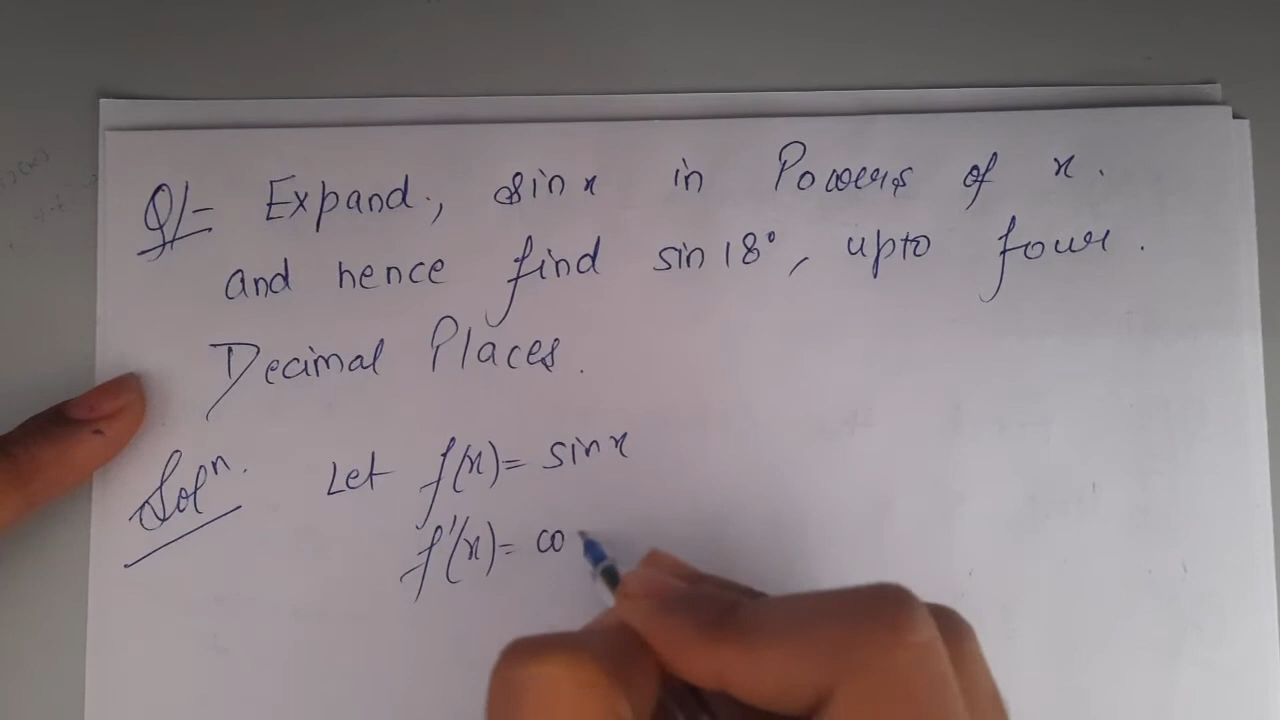 Q/- Expand, sin x in Powers of x.
and hence find sin 18°, upto four.
Decimal Places.
Solⁿ. Let f(x) = sin x
f'(x) = co